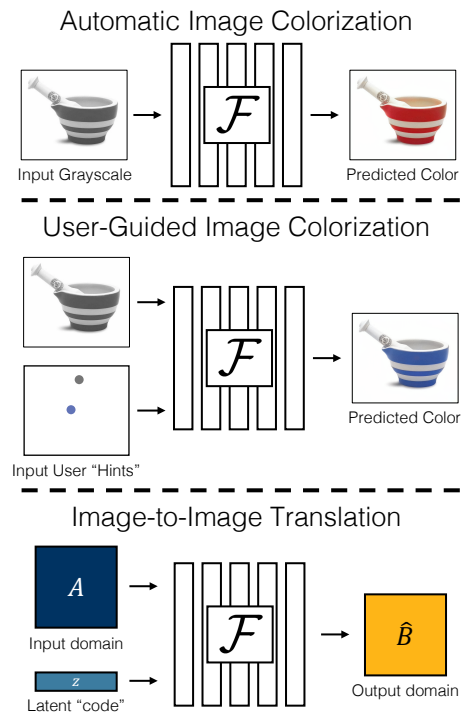 Automatic Image Colorization
ℱ
Input Grayscale
Predicted Color
User-Guided Image Colorization
ℱ
Input User “Hints”
Predicted Color
Image-to-Image Translation
A
ℱ
B̂
Input domain
z
Latent “code”
Output domain